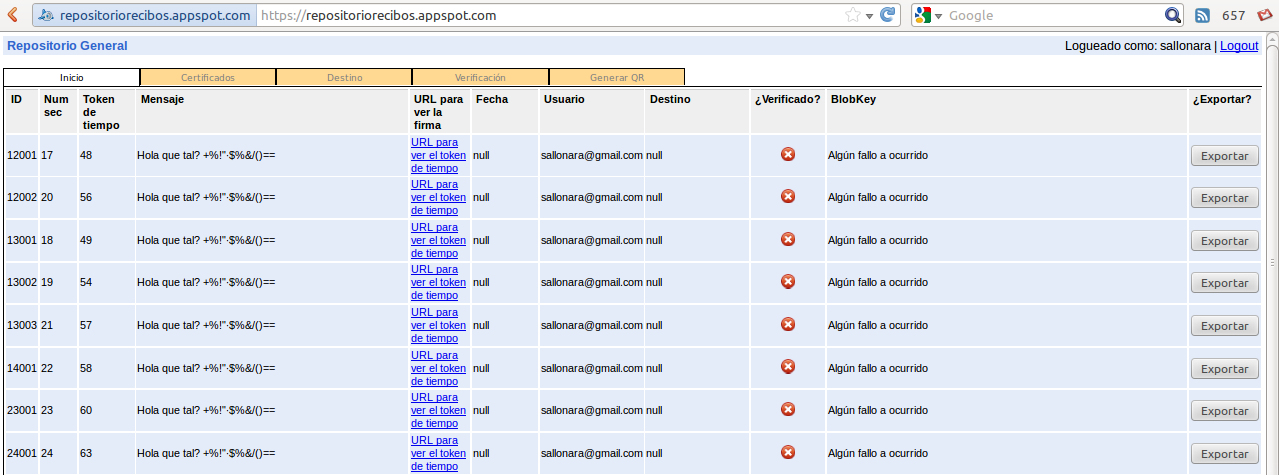 repositoriorecibos.appspot.com https://repositoriorecibos.appspot.com Google 657
Repositorio General Logueado como: sallonara | Logout
Inicio Certificados Destino Verificación Generar QR
ID Num sec Token de tiempo Mensaje URL para ver la firma Fecha Usuario Destino ¿Verificado? BlobKey ¿Exportar?
12001 17 48 Hola que tal? +%!"·$%&/()== URL para ver el token de tiempo null sallonara@gmail.com null Algún fallo a ocurrido Exportar
12002 20 56 Hola que tal? +%!"·$%&/()== URL para ver el token de tiempo null sallonara@gmail.com null Algún fallo a ocurrido Exportar
13001 18 49 Hola que tal? +%!"·$%&/()== URL para ver el token de tiempo null sallonara@gmail.com null Algún fallo a ocurrido Exportar
13002 19 54 Hola que tal? +%!"·$%&/()== URL para ver el token de tiempo null sallonara@gmail.com null Algún fallo a ocurrido Exportar
13003 21 57 Hola que tal? +%!"·$%&/()== URL para ver el token de tiempo null sallonara@gmail.com null Algún fallo a ocurrido Exportar
14001 22 58 Hola que tal? +%!"·$%&/()== URL para ver el token de tiempo null sallonara@gmail.com null Algún fallo a ocurrido Exportar
23001 23 60 Hola que tal? +%!"·$%&/()== URL para ver el token de tiempo null sallonara@gmail.com null Algún fallo a ocurrido Exportar
24001 24 63 Hola que tal? +%!"·$%&/()== URL para ver el token de tiempo null sallonara@gmail.com null Algún fallo a ocurrido Exportar